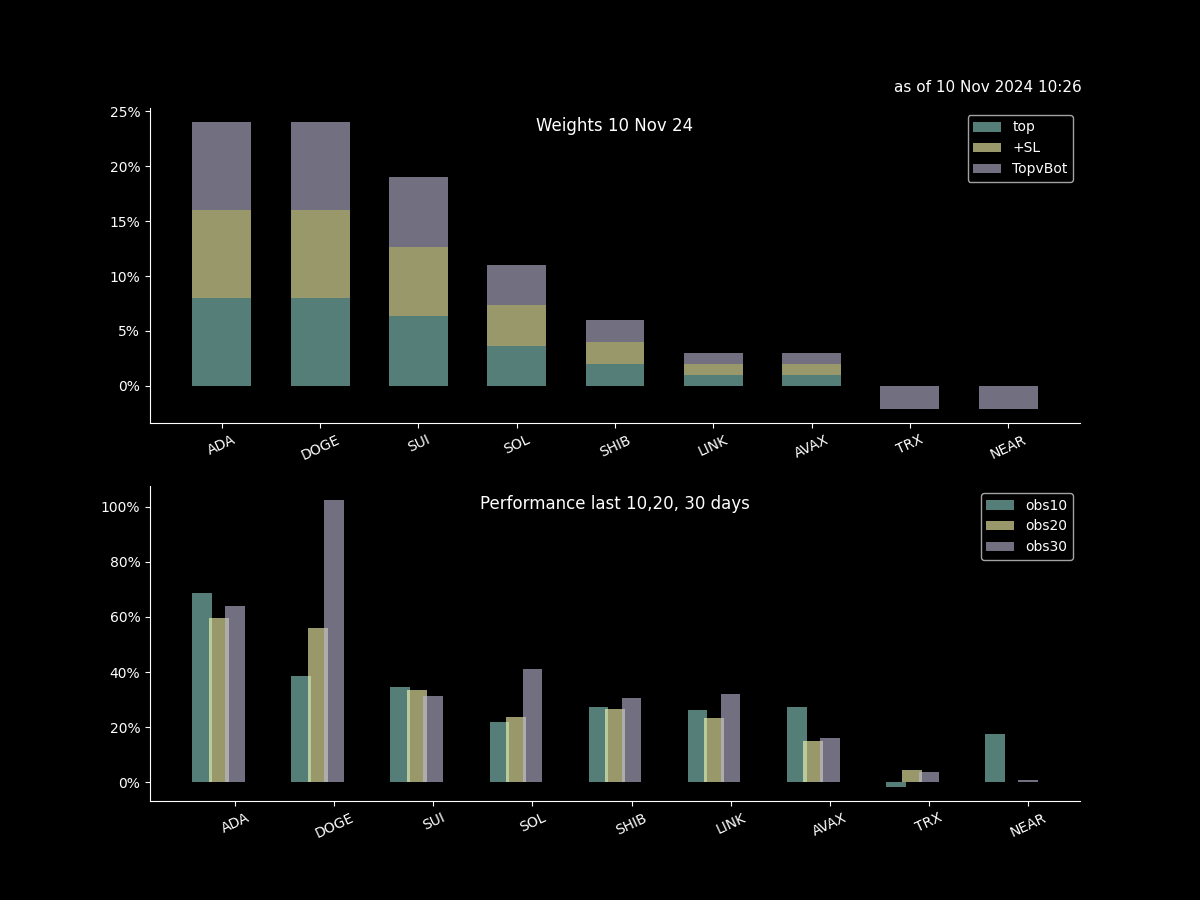 as of 10 Nov 2024 10:26
Weights 10 Nov 24
top
+SL
TopvBot
25%
20%
15%
10%
5%
0%
ADA DOGE SUI SOL SHIB LINK AVAX TRX NEAR
Performance last 10,20, 30 days
obs10
obs20
obs30
100%
80%
60%
40%
20%
0%
ADA DOGE SUI SOL SHIB LINK AVAX TRX NEAR